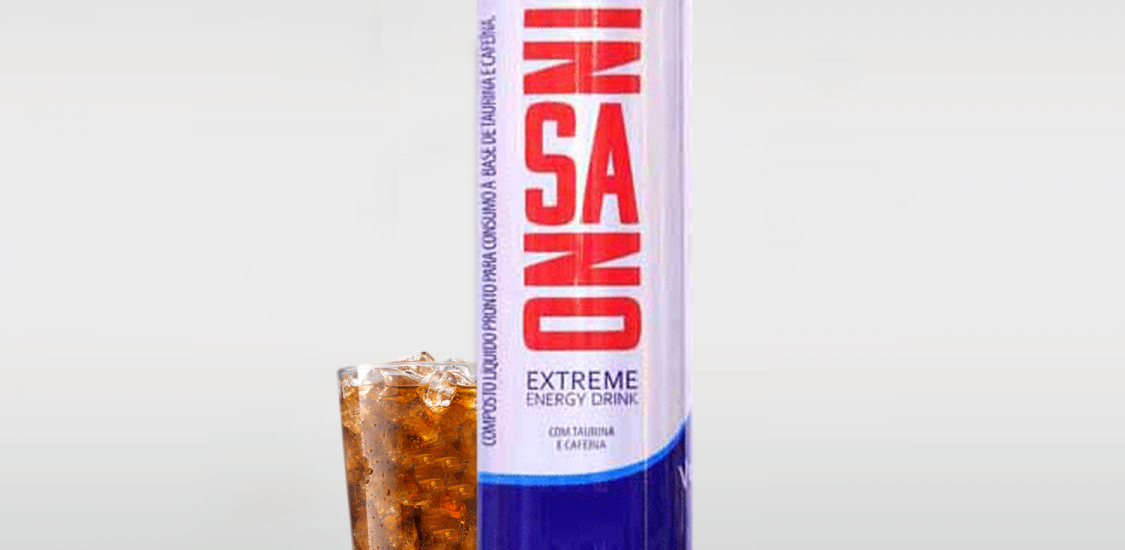 COMPOSTO LÍQUIDO PRONTO PARA CONSUMO À BASE DE TAURINA E CAFEÍNA.
INSANO
EXTREME
ENERGY DRINK
COM TAURINA
E CAFEÍNA